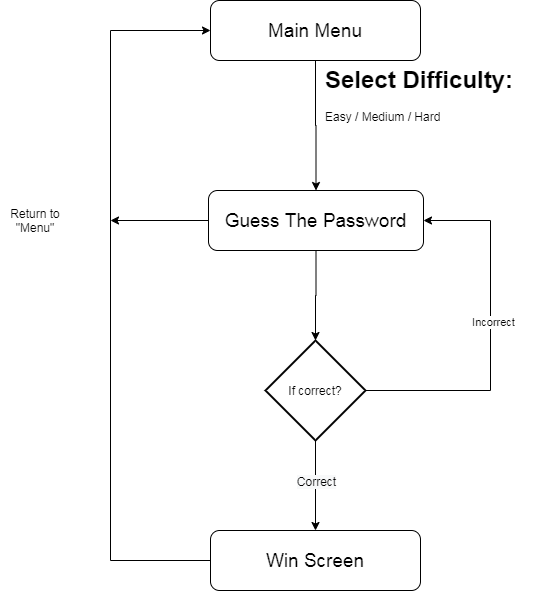 Main Menu
Select Difficulty:
Easy / Medium / Hard
Return to
"Menu"
Guess The Password
Incorrect
If correct?
Correct
Win Screen